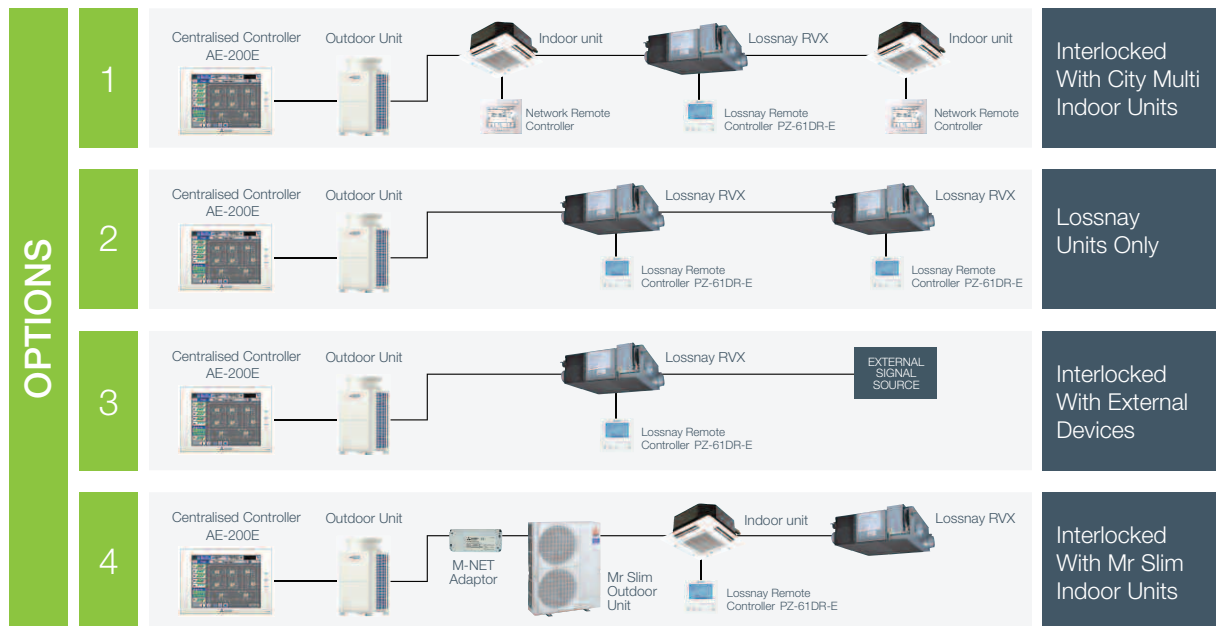 OPTIONS
1
Centralised Controller
AE-200E
Outdoor Unit
Indoor unit
Lossnay RVX
Indoor unit
Network Remote
Controller
Lossnay Remote
Controller PZ-61DR-E
Network Remote
Controller
Interlocked
With City Multi
Indoor Units
2
Centralised Controller
AE-200E
Outdoor Unit
Lossnay RVX
Lossnay RVX
Lossnay Remote
Controller PZ-61DR-E
Lossnay Remote
Controller PZ-61DR-E
Lossnay
Units Only
3
Centralised Controller
AE-200E
Outdoor Unit
Lossnay RVX
EXTERNAL
SIGNAL
SOURCE
Lossnay Remote
Controller PZ-61DR-E
Interlocked
With External
Devices
4
Centralised Controller
AE-200E
Outdoor Unit
M-NET
Adaptor
Mr Slim
Outdoor
Unit
Indoor unit
Lossnay RVX
Lossnay Remote
Controller PZ-61DR-E
Interlocked
With Mr Slim
Indoor Units